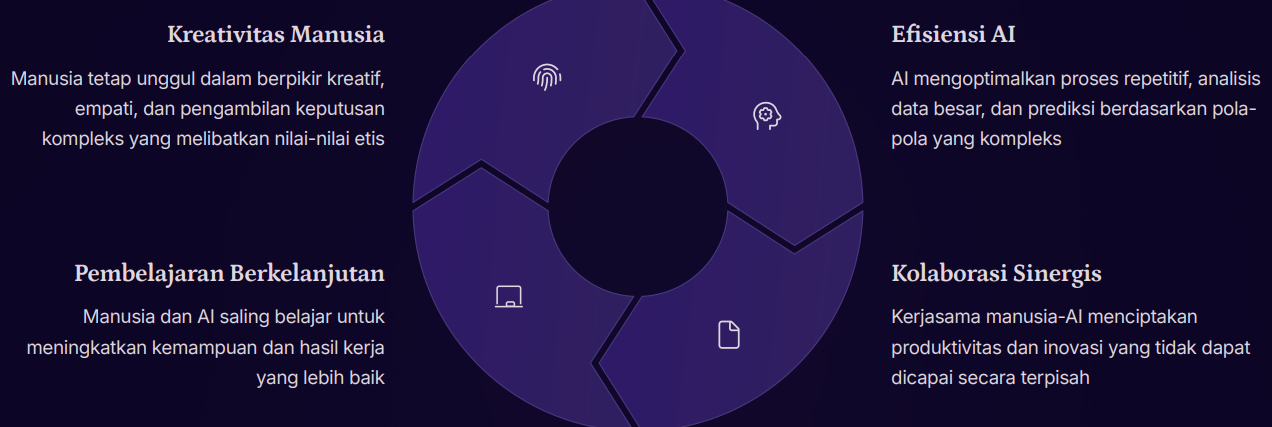 Kreativitas Manusia
Manusia tetap unggul dalam berpikir kreatif,
empati, dan pengambilan keputusan
kompleks yang melibatkan nilai-nilai etis
Efisiensi AI
AI mengoptimalkan proses repetitif, analisis
data besar, dan prediksi berdasarkan pola-
pola yang kompleks
Pembelajaran Berkelanjutan
Manusia dan AI saling belajar untuk
meningkatkan kemampuan dan hasil kerja
yang lebih baik
Kolaborasi Sinergis
Kerjasama manusia-AI menciptakan
produktivitas dan inovasi yang tidak dapat
dicapai secara terpisah